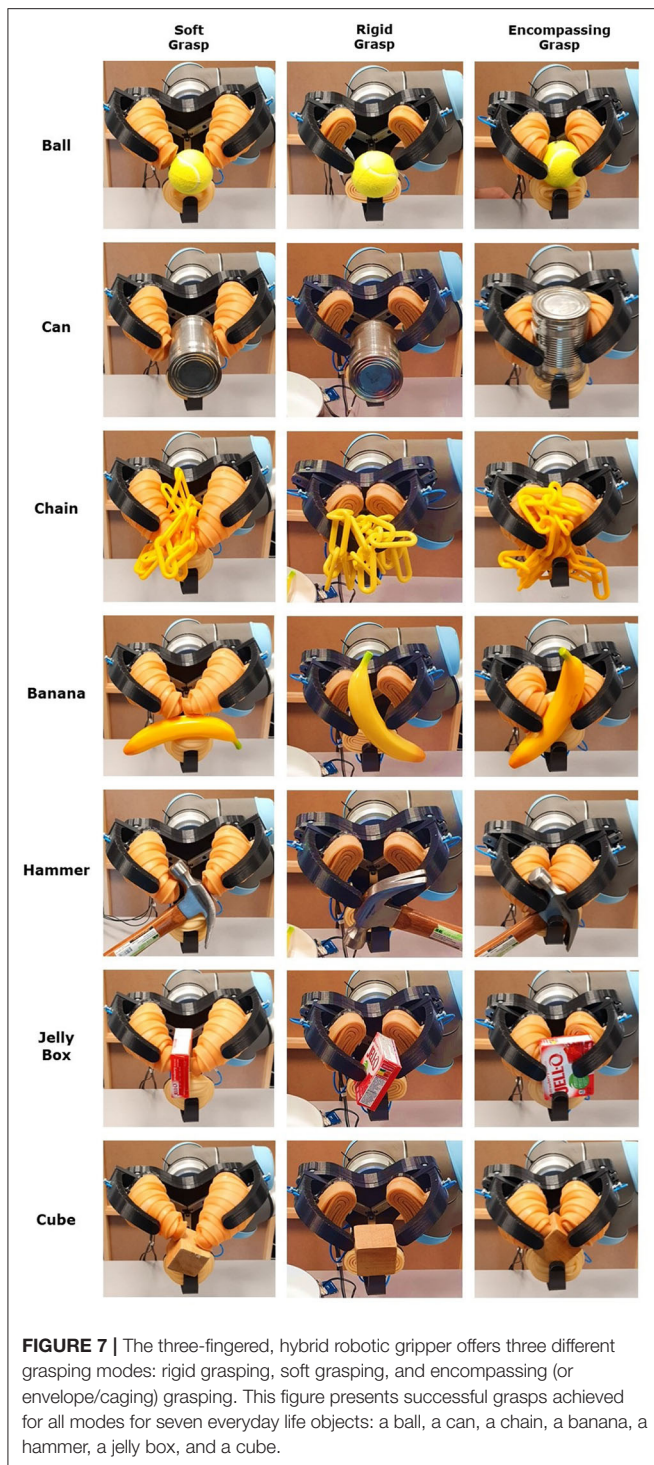 Soft
Grasp
Rigid
Grasp
Encompassing
Grasp
Ball
Can
Chain
Banana
Hammer
Jelly
Box
JELL-O
JELL-O
Cube
FIGURE 7 | The three-fingered, hybrid robotic gripper offers three different
grasping modes: rigid grasping, soft grasping, and encompassing (or
envelope/caging) grasping. This figure presents successful grasps achieved
for all modes for seven everyday life objects: a ball, a can, a chain, a banana, a
hammer, a jelly box, and a cube.